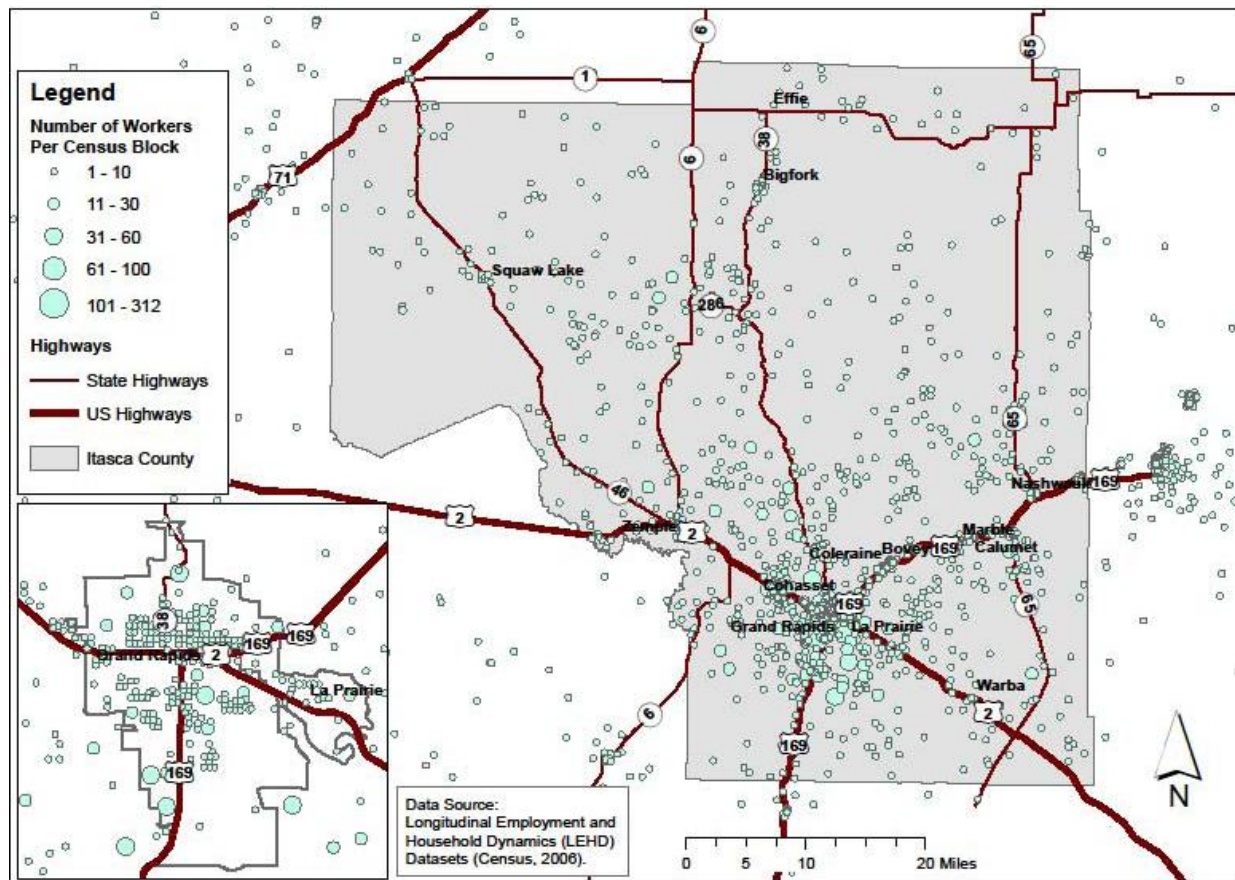 Legend
Number of Workers
Per Census Block
1 - 10
11 - 30
31 - 60
61 - 100
101 - 312
Highways
State Highways
US Highways
Itasca County
6
65
1
Effie
38
6
71
Bigfork
Squaw Lake
286
65
46
Nashwauk
169
2
Zemple
2
Marble
Coleraine
Bovey
169
Calumet
Cohasset
169
65
Grand Rapids
La Prairie
Warba
6
2
169
38
169
169
Grand Rapids
2
La Prairie
169
Data Source:
Longitudinal Employment and
Household Dynamics (LEHD)
Datasets (Census, 2006).
N
0 5 10 20 Miles